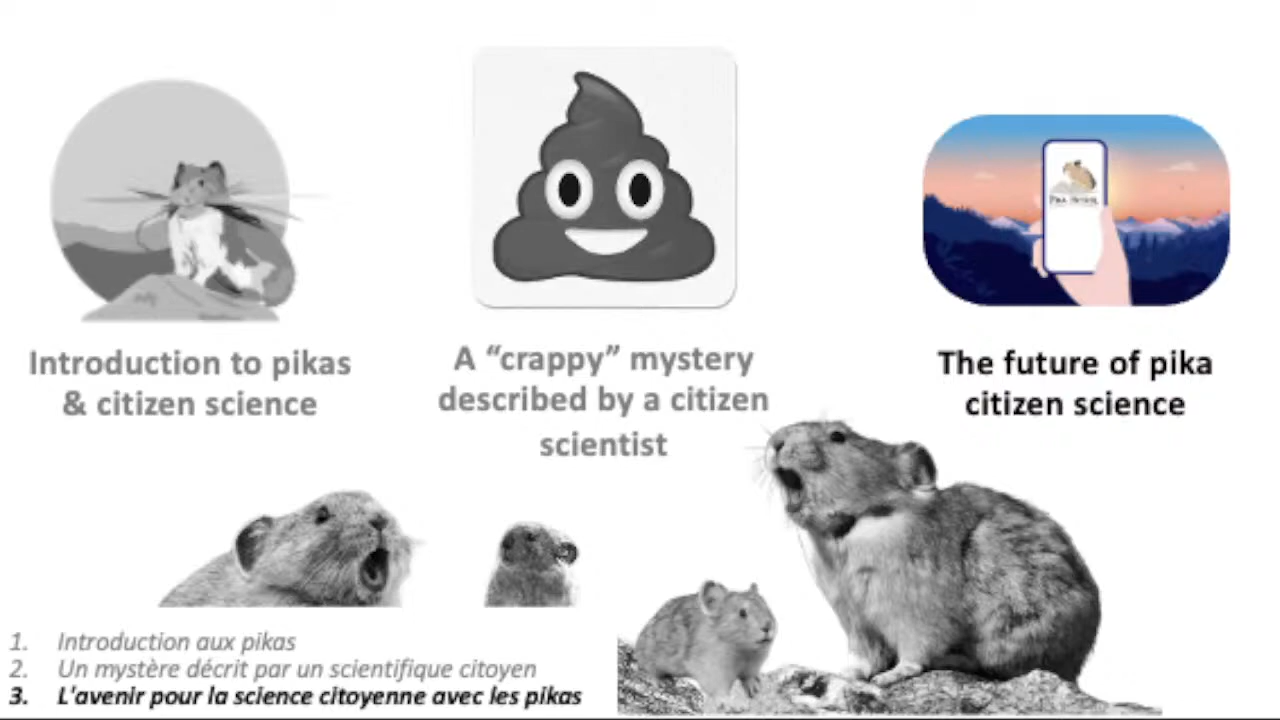 Introduction to pikas
& citizen science
A “crappy” mystery
described by a citizen
scientist
The future of pika
citizen science
1. Introduction aux pikas
2. Un mystère décrit par un scientifique citoyen
3. L'avenir pour la science citoyenne avec les pikas